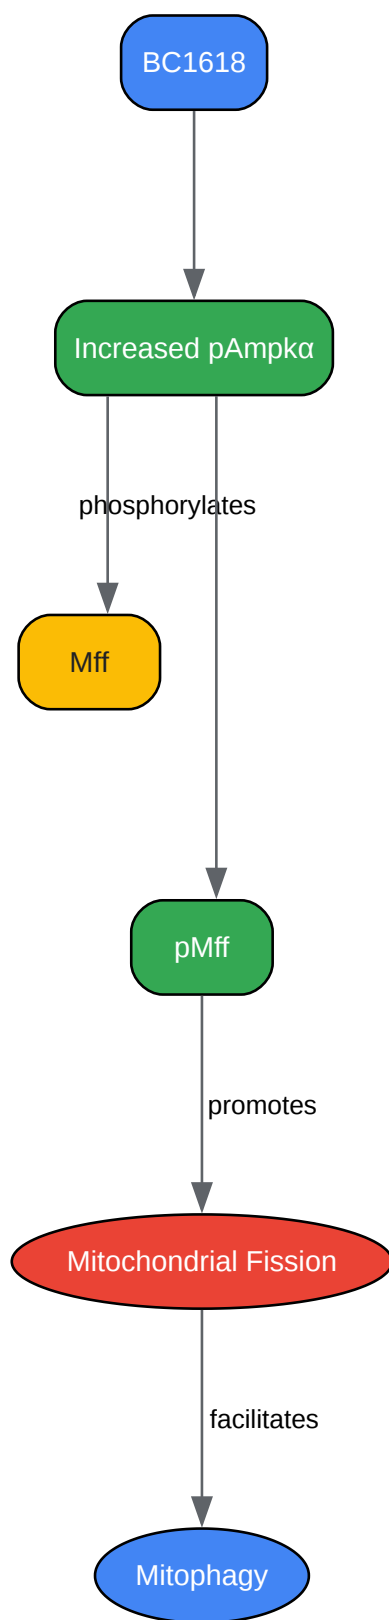 BC1618
Increased pAmpkα
phosphorylates
Mff
pMff
promotes
Mitochondrial Fission
facilitates
Mitophagy